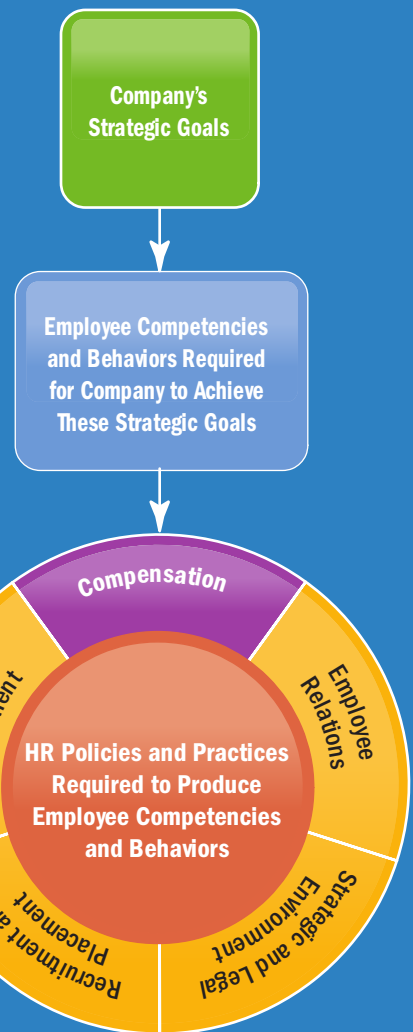 Company’s
Strategic Goals
Employee Competencies
and Behaviors Required
for Company to Achieve
These Strategic Goals
Compensation
Employee
Relations
HR Policies and Practices
Required to Produce
Employee Competencies
and Behaviors
Strategic and Legal
Environment
Recruitment
Placement